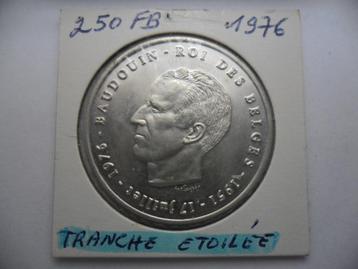 250 FB 1976
BAUDOUIN - ROI DES BELGES
1951 - 17 juillet - 1976
TRANCHE ETOILÉE